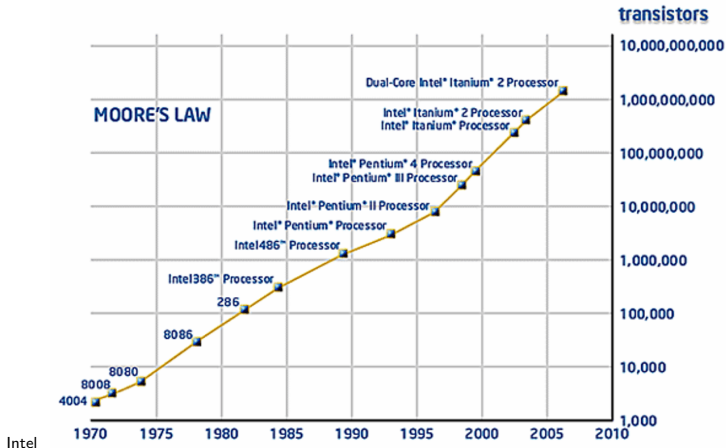 transistors
10,000,000,000
Dual-Core Intel® Itanium® 2 Processor
1,000,000,000
MOORE'S LAW
Intel® Itanium® 2 Processor
Intel® Itanium® Processor
100,000,000
Intel® Pentium® 4 Processor
Intel® Pentium® III Processor
Intel® Pentium® II Processor
10,000,000
Intel® Pentium® Processor
Intel486™ Processor
1,000,000
Intel386™ Processor
286
100,000
8086
8080
10,000
8008
4004
1,000
1970 1975 1980 1985 1990 1995 2000 2005 2010
Intel